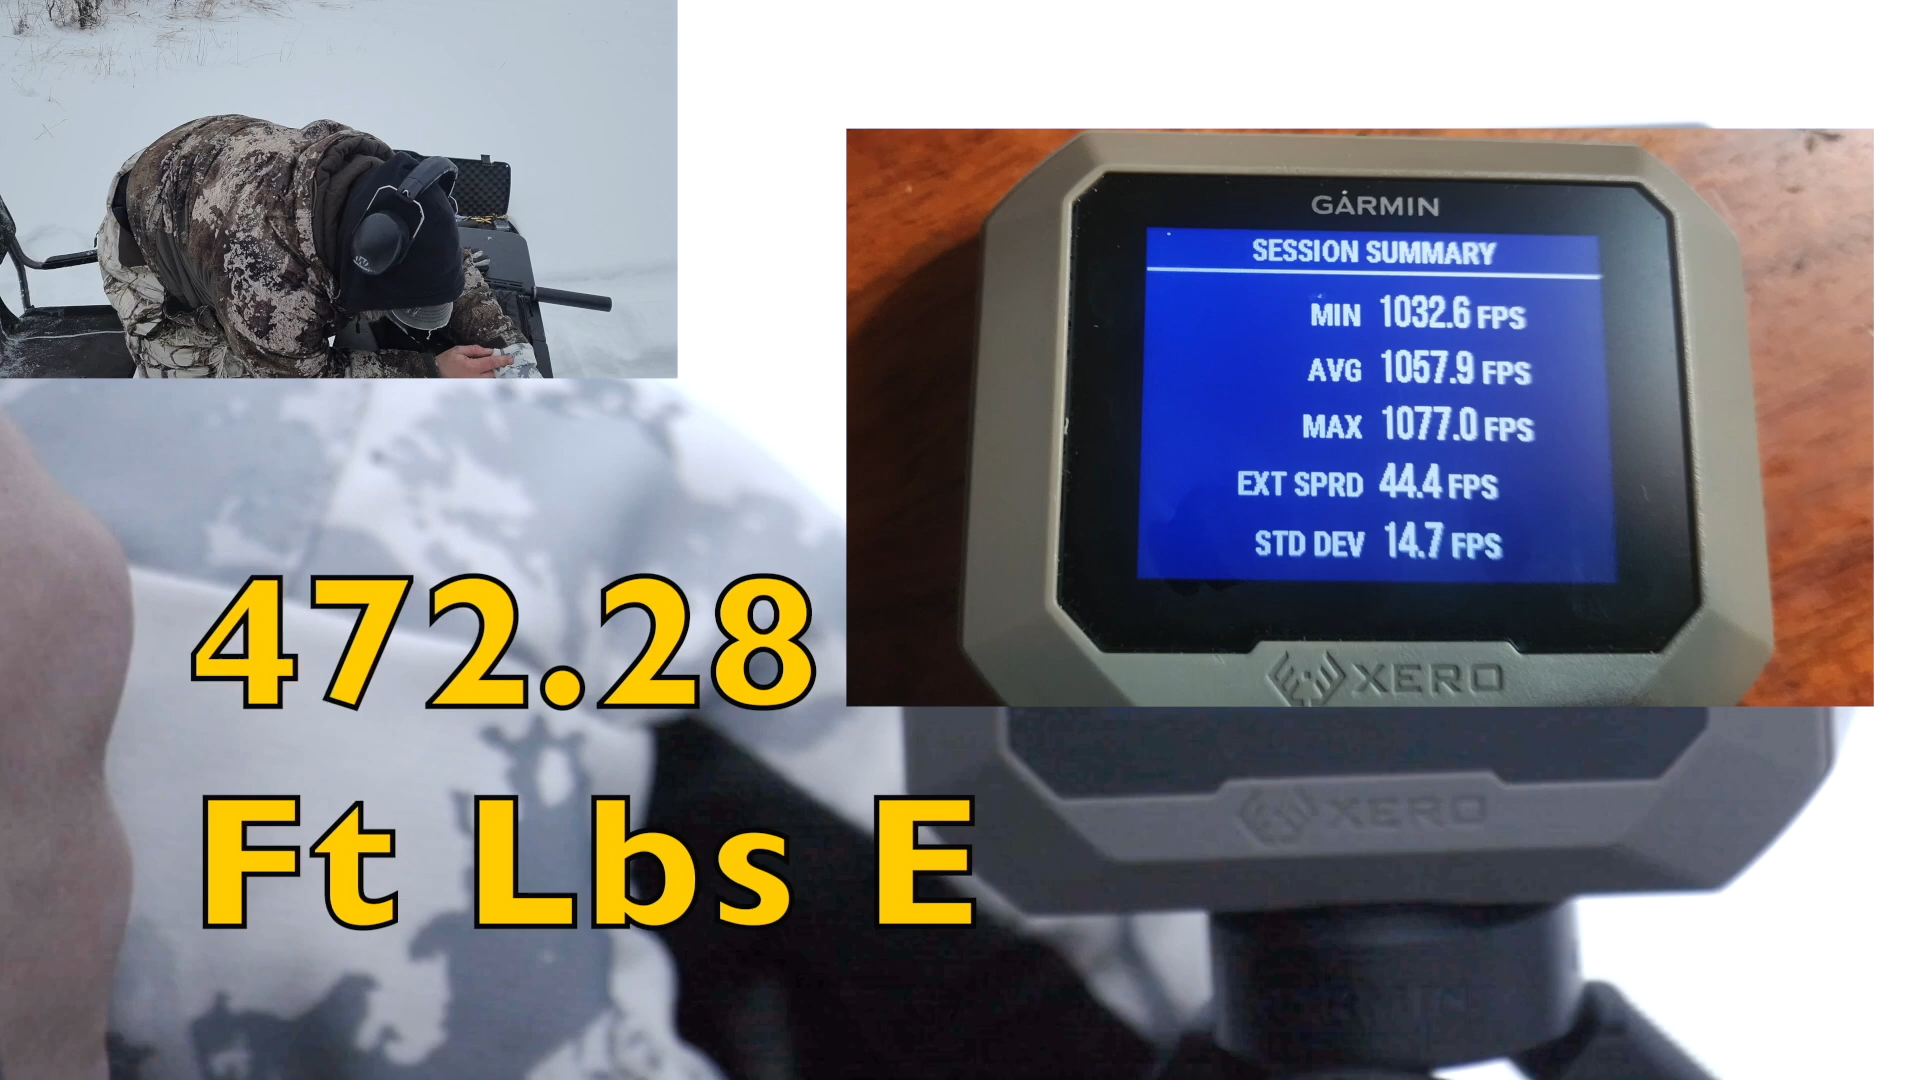 GARMIN
SESSION SUMMARY
MIN 1032.6 FPS
AVG 1057.9 FPS
MAX 1077.0 FPS
EXT SPRD 44.4 FPS
STD DEV 14.7 FPS
XERO
472.28
Ft Lbs E
XERO